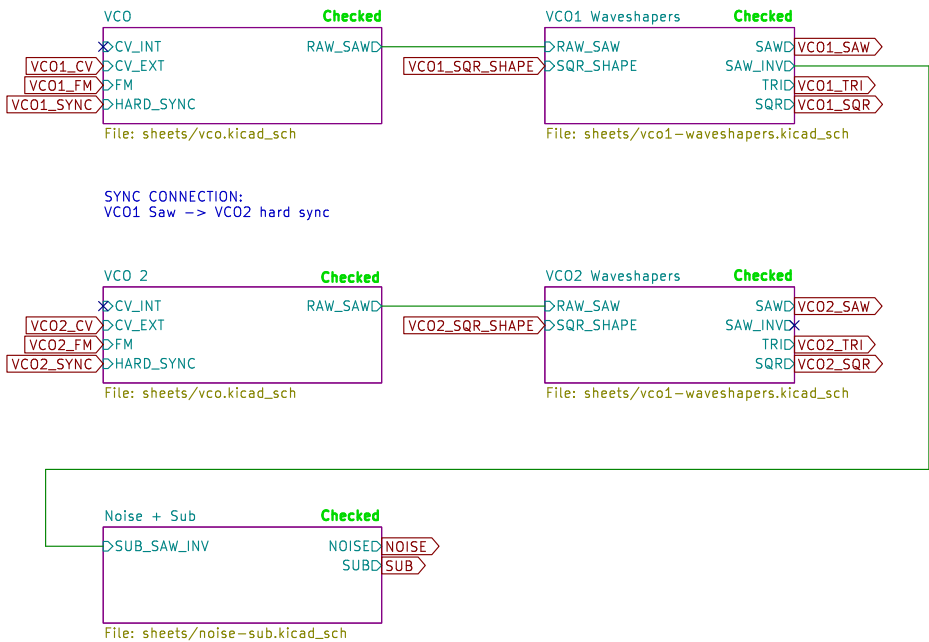 VCO Checked VCO1 Waveshapers Checked
CV_INT RAW_SAW RAW_SAW SAW VCO1_SAW
VCO1_CV CV_EXT VCO1_SQR_SHAPE SQR_SHAPE SAW_INV
VCO1_FM FM TRI VCO1_TRI
VCO1_SYNC HARD_SYNC SQR VCO1_SQR
File: sheets/vco.kicad_sch File: sheets/vco1-waveshapers.kicad_sch
SYNC CONNECTION:
VCO1 Saw -> VCO2 hard sync
VCO 2 Checked VCO2 Waveshapers Checked
CV_INT RAW_SAW RAW_SAW SAW VCO2_SAW
VCO2_CV CV_EXT VCO2_SQR_SHAPE SQR_SHAPE SAW_INV
VCO2_FM FM TRI VCO2_TRI
VCO2_SYNC HARD_SYNC SQR VCO2_SQR
File: sheets/vco.kicad_sch File: sheets/vco1-waveshapers.kicad_sch
Noise + Sub Checked
SUB_SAW_INV NOISE NOISE
SUB SUB
File: sheets/noise-sub.kicad_sch